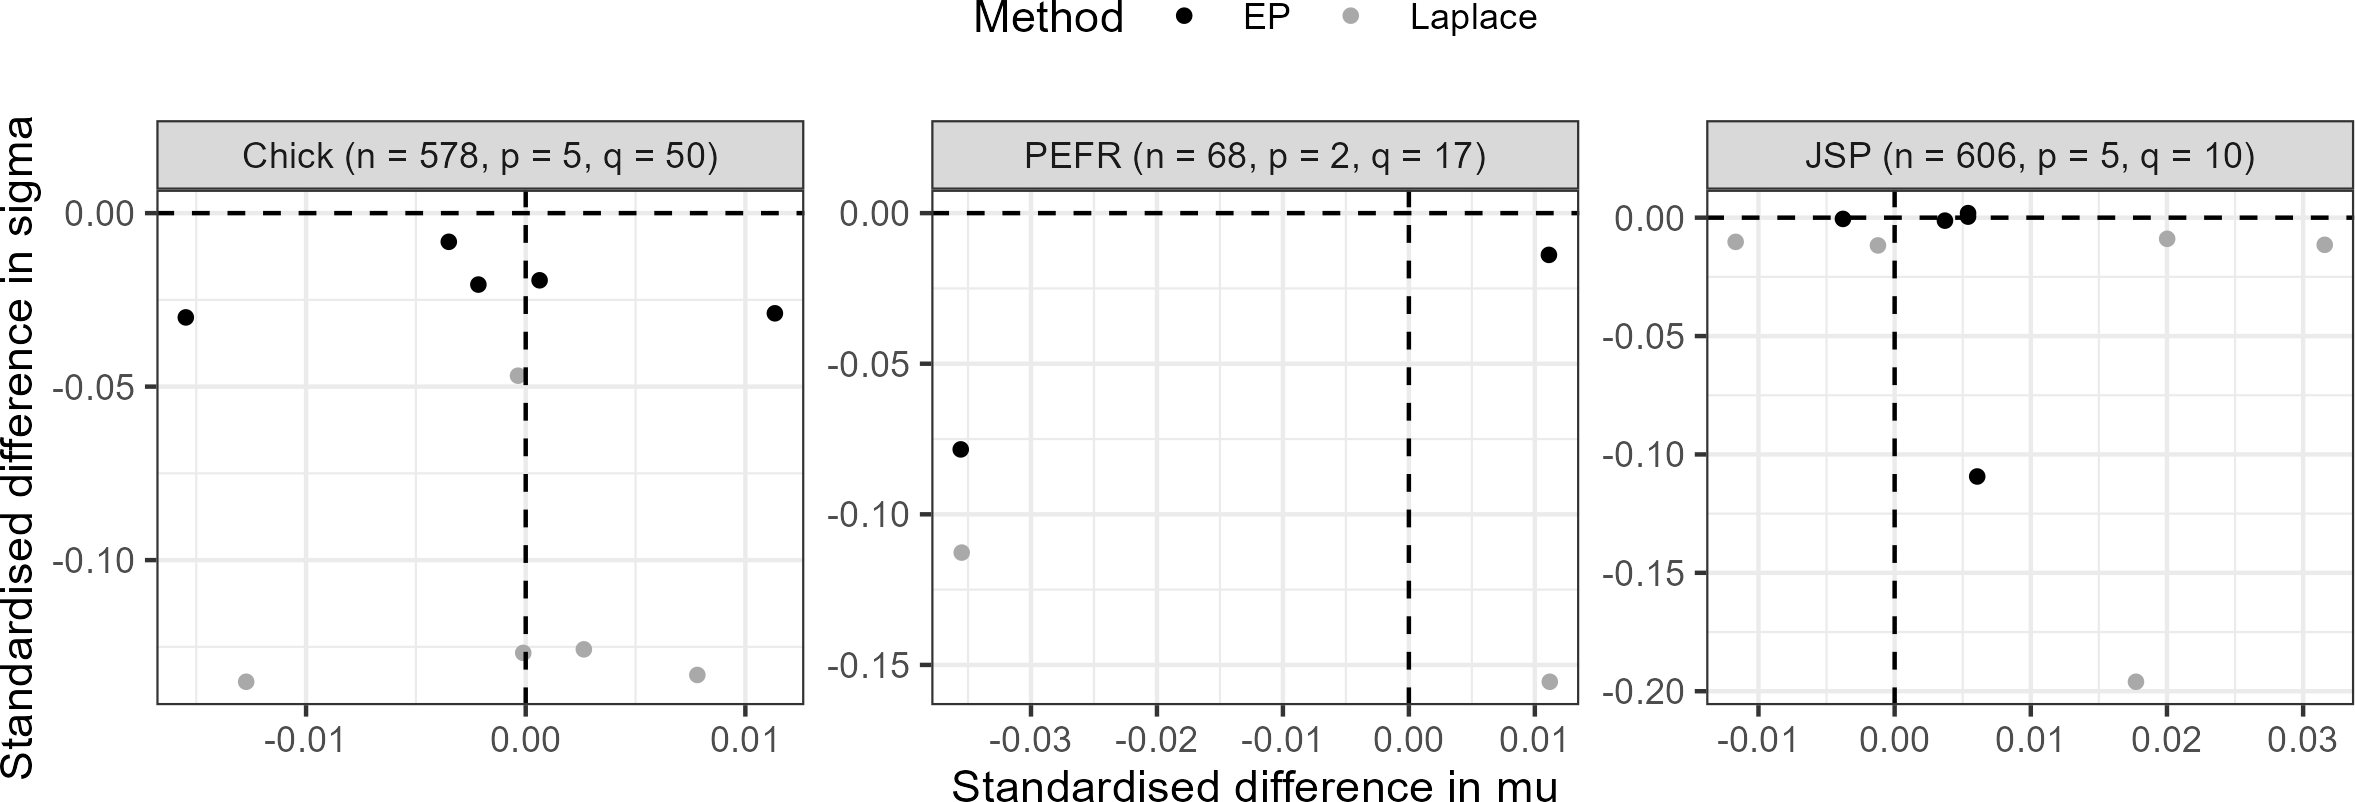 Method EP Laplace
Standardised difference in sigma
Chick (n = 578, p = 5, q = 50)
0.00
-0.05
-0.10
-0.01 0.00 0.01
PEFR (n = 68, p = 2, q = 17)
0.00
-0.05
-0.10
-0.15
-0.03 -0.02 -0.01 0.00 0.01
JSP (n = 606, p = 5, q = 10)
0.00
-0.05
-0.10
-0.15
-0.20
-0.01 0.00 0.01 0.02 0.03
Standardised difference in mu